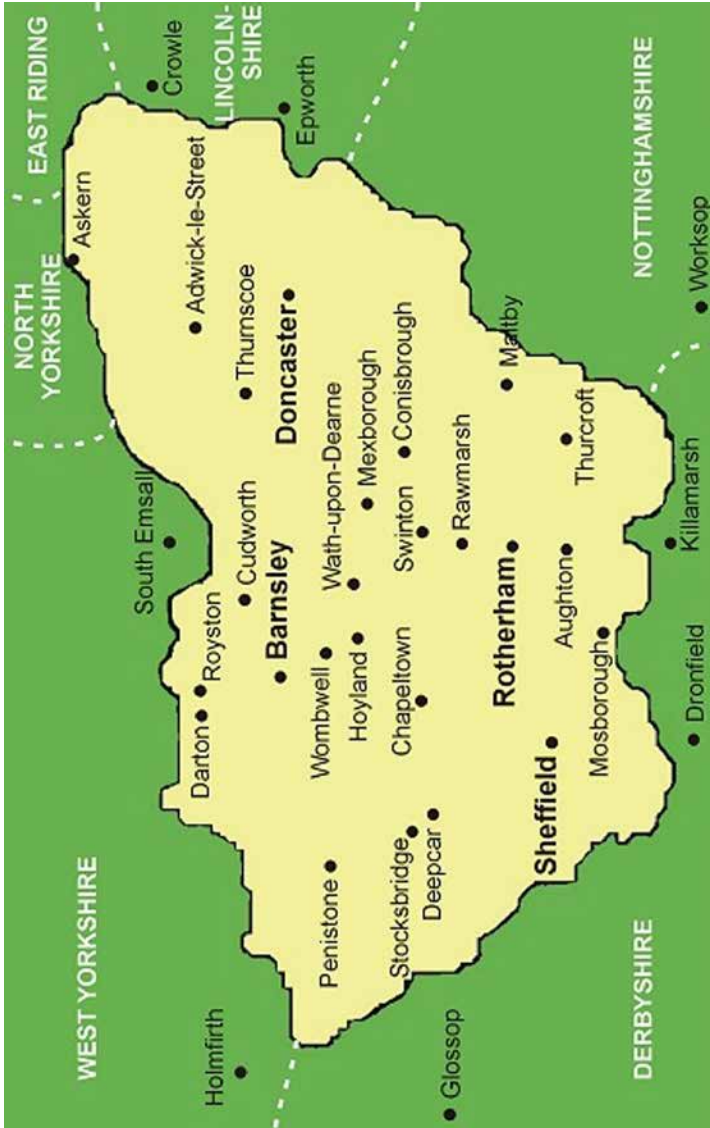 WEST YORKSHIRE
NORTH
YORKSHIRE
EAST RIDING
Askern
Crowle
LINCOLN-
SHIRE
Epworth
South Emsall
Adwick-le-Street
Royston
Darton
Cudworth
Thurnscoe
Holmfirth
Barnsley
Doncaster
Wombwell
Wath-upon-Dearne
Penistone
Hoyland
Mexborough
Conisbrough
Stocksbridge
Chapeltown
Swinton
Deepcar
Glossop
Rawmarsh
Maltby
Rotherham
Sheffield
Aughton
Thurcroft
Mosborough
NOTTINGHAMSHIRE
DERBYSHIRE
Dronfield
Killamarsh
Worksop